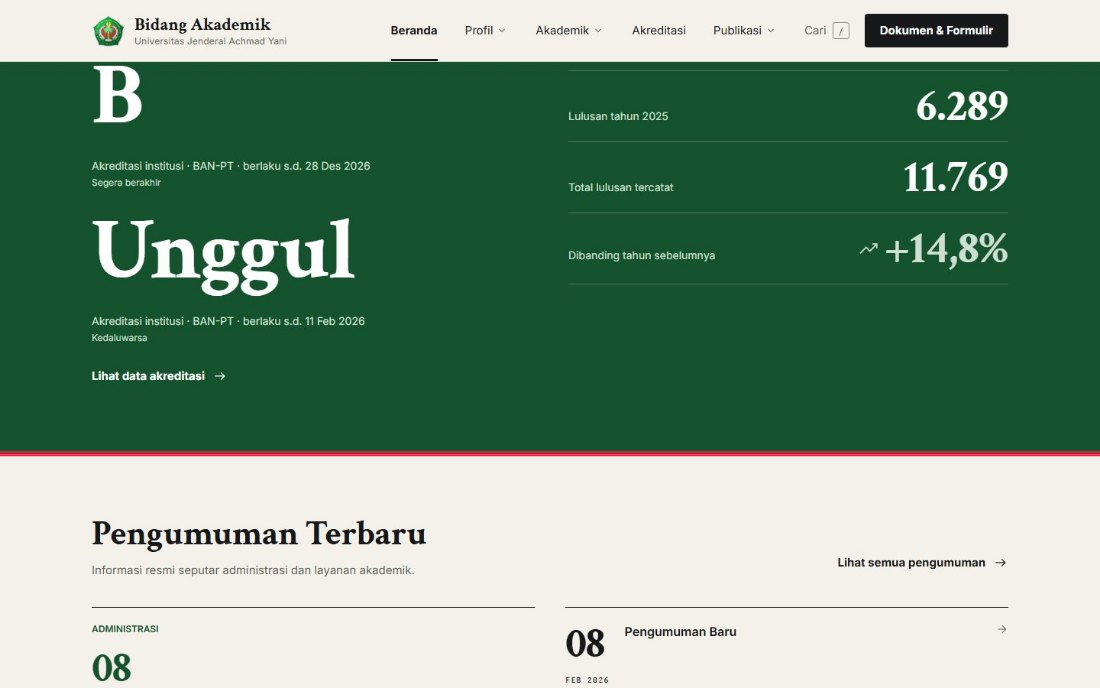 Bidang Akademik
Universitas Jenderal Achmad Yani
Beranda Profil Akademik Akreditasi Publikasi Cari / Dokumen & Formulir
B
Akreditasi institusi · BAN-PT · berlaku s.d. 28 Des 2026
Segera berakhir
Unggul
Akreditasi institusi · BAN-PT · berlaku s.d. 11 Feb 2026
Kedaluwarsa
Lihat data akreditasi →
Lulusan tahun 2025 6.289
Total lulusan tercatat 11.769
Dibanding tahun sebelumnya +14,8%
Pengumuman Terbaru
Informasi resmi seputar administrasi dan layanan akademik.
Lihat semua pengumuman →
ADMINISTRASI
08
08 Pengumuman Baru →
FEB 2026